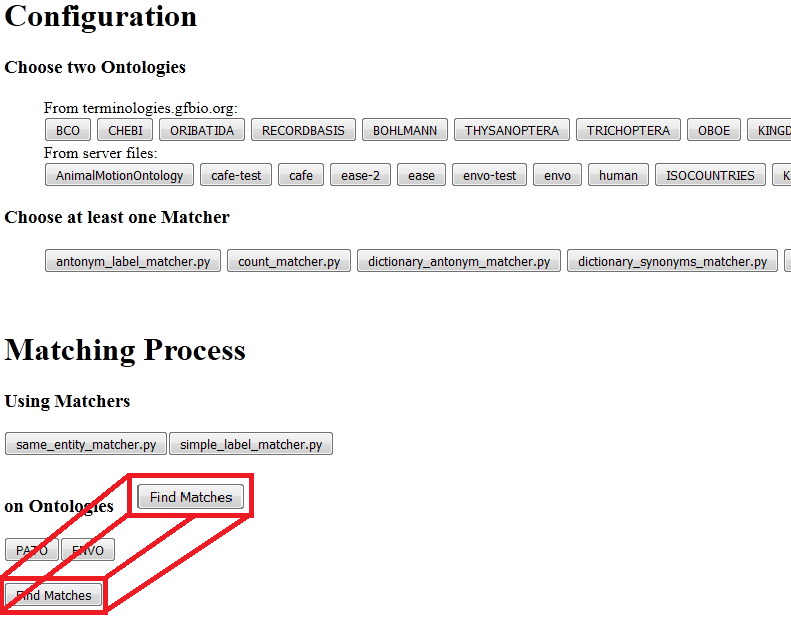 Configuration
Choose two Ontologies
From terminologies.gfbio.org:
BCO CHEBI ORIBATIDA RECORDBASIS BOHLMANN THYSANOPTERA TRICHOPTERA OBOE KINGD
From server files:
AnimalMotionOntology cafe-test cafe ease-2 ease envo-test envo human ISOCOUNTRIES K
Choose at least one Matcher
antonym_label_matcher.py count_matcher.py dictionary_antonym_matcher.py dictionary_synonyms_matcher.py
Matching Process
Using Matchers
same_entity_matcher.py simple_label_matcher.py
Find Matches
on Ontologies
PATO ENVO
Find Matches